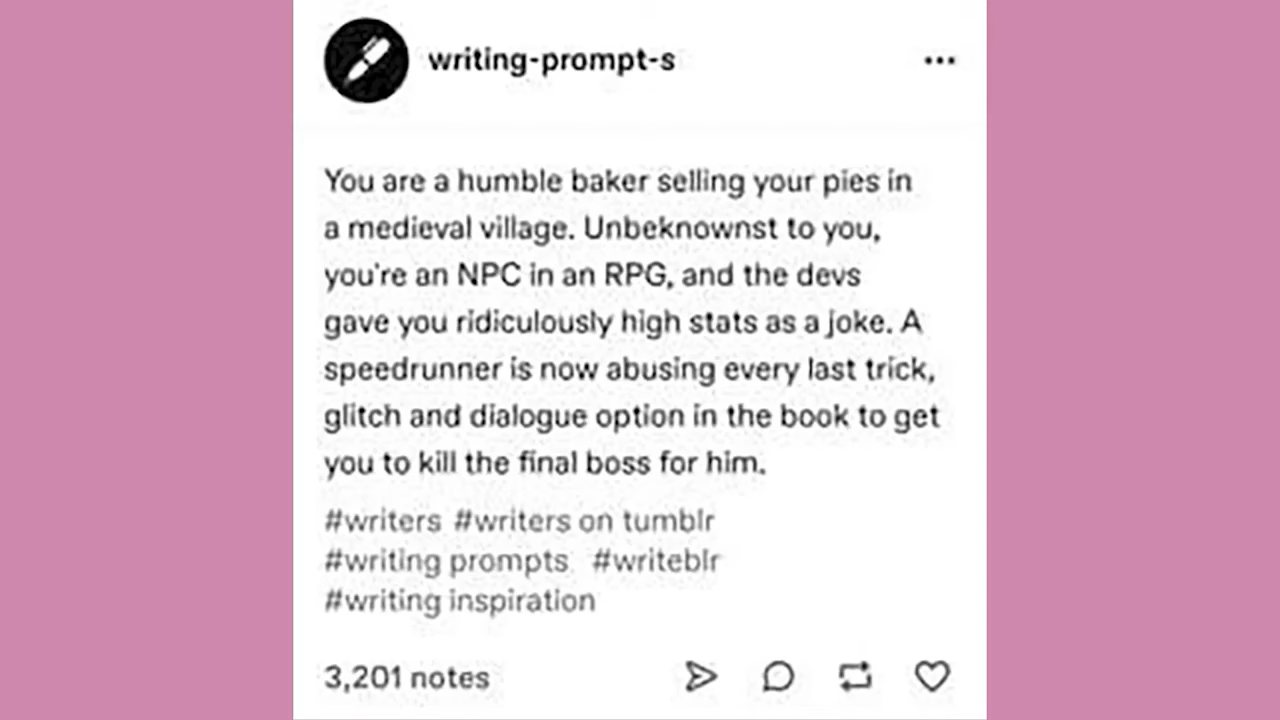 writing-prompt-s
You are a humble baker selling your pies in
a medieval village. Unbeknownst to you,
you're an NPC in an RPG, and the devs
gave you ridiculously high stats as a joke. A
speedrunner is now abusing every last trick,
glitch and dialogue option in the book to get
you to kill the final boss for him.
#writers #writers on tumblr
#writing prompts #writeblr
#writing inspiration
3,201 notes